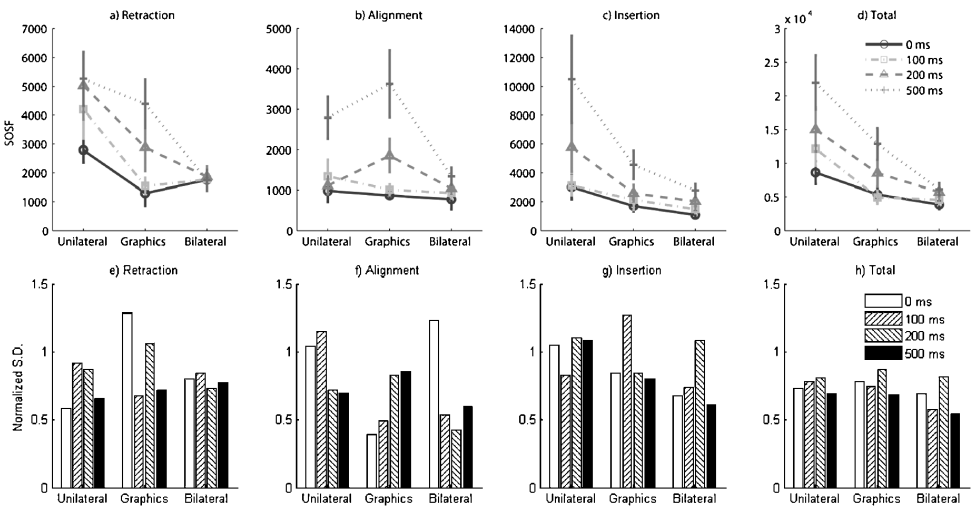 a) Retraction
b) Alignment
c) Insertion
d) Total
SOSF
7000
6000
5000
4000
3000
2000
1000
0
Unilateral Graphics Bilateral
5000
4000
3000
2000
1000
0
Unilateral Graphics Bilateral
14000
12000
10000
8000
6000
4000
2000
0
Unilateral Graphics Bilateral
x 10^4
3
2.5
2
1.5
1
0.5
0
Unilateral Graphics Bilateral
0 ms
100 ms
200 ms
500 ms
e) Retraction
f) Alignment
g) Insertion
h) Total
Normalized S.D.
1.5
1
0.5
0
Unilateral Graphics Bilateral
1.5
1
0.5
0
Unilateral Graphics Bilateral
1.5
1
0.5
0
Unilateral Graphics Bilateral
1.5
1
0.5
0
Unilateral Graphics Bilateral
0 ms
100 ms
200 ms
500 ms